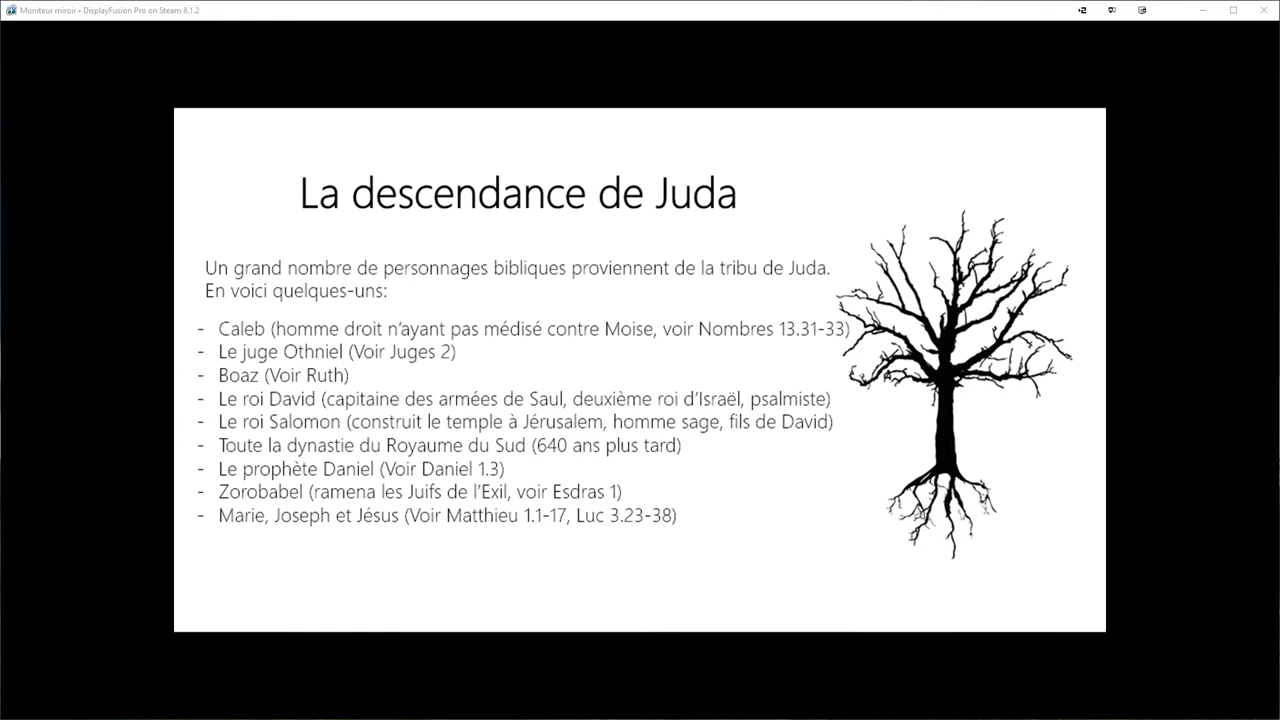 Moniteur miroir • DisplayFusion Pro on Steam 8.1.2
La descendance de Juda
Un grand nombre de personnages bibliques proviennent de la tribu de Juda.
En voici quelques-uns:
- Caleb (homme droit n'ayant pas médisé contre Moise, voir Nombres 13.31-33)
- Le juge Othniel (Voir Juges 2)
- Boaz (Voir Ruth)
- Le roi David (capitaine des armées de Saul, deuxième roi d'Israël, psalmiste)
- Le roi Salomon (construit le temple à Jérusalem, homme sage, fils de David)
- Toute la dynastie du Royaume du Sud (640 ans plus tard)
- Le prophète Daniel (Voir Daniel 1.3)
- Zorobabel (ramena les Juifs de l'Exil, voir Esdras 1)
- Marie, Joseph et Jésus (Voir Matthieu 1.1-17, Luc 3.23-38)